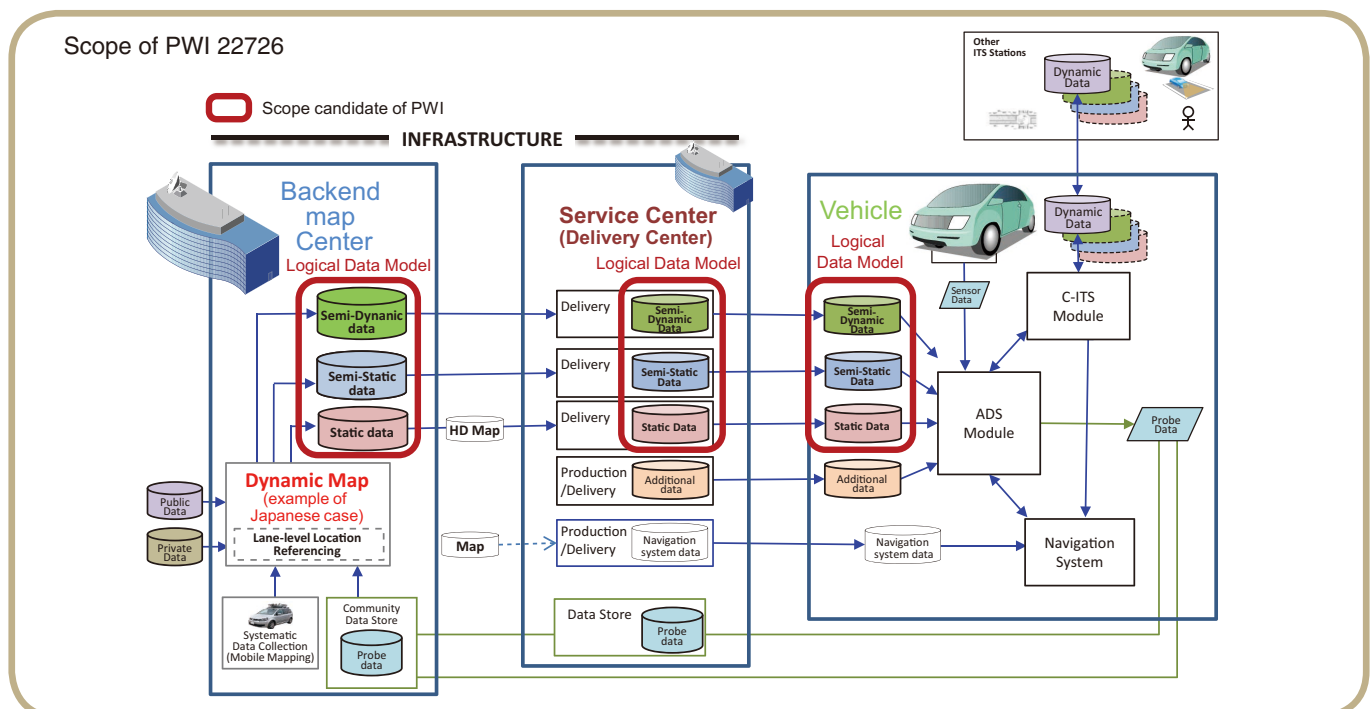 Scope of PWI 22726
Scope candidate of PWI
INFRASTRUCTURE
Other
ITS Stations
Dynamic
Data
Backend
map
Center
Logical Data Model
Semi-Dynanic
data
Semi-Static
data
Static data
HD Map
Dynamic Map
(example of
Japanese case)
Lane-level Location
Referencing
Public
Data
Private
Data
Systematic
Data Collection
(Mobile Mapping)
Community
Data Store
Probe
data
Map
Service Center
(Delivery Center)
Logical Data Model
Delivery
Semi-
Dynamic
Data
Delivery
Semi-Static
Data
Delivery
Static Data
Production
/Delivery
Additional
data
Production
/Delivery
Navigation
system data
Data Store
Probe
data
Vehicle
Logical
Data Model
Semi-
Dynamic
Data
Semi-Static
Data
Static Data
Additional
data
Navigation
system data
Sensor
Data
Dynamic
Data
C-ITS
Module
ADS
Module
Navigation
System
Probe
Data